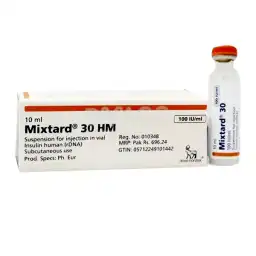 10 ml
100 IU/ml
Mixtard® 30 HM
Suspension for injection in vial
Insulin human (rDNA)
Subcutaneous use
Prod. Specs: Ph. Eur
Reg. No: 010348
MRP: Pak Rs. 696.24
GTIN: 05712249101442
Mixtard® 30